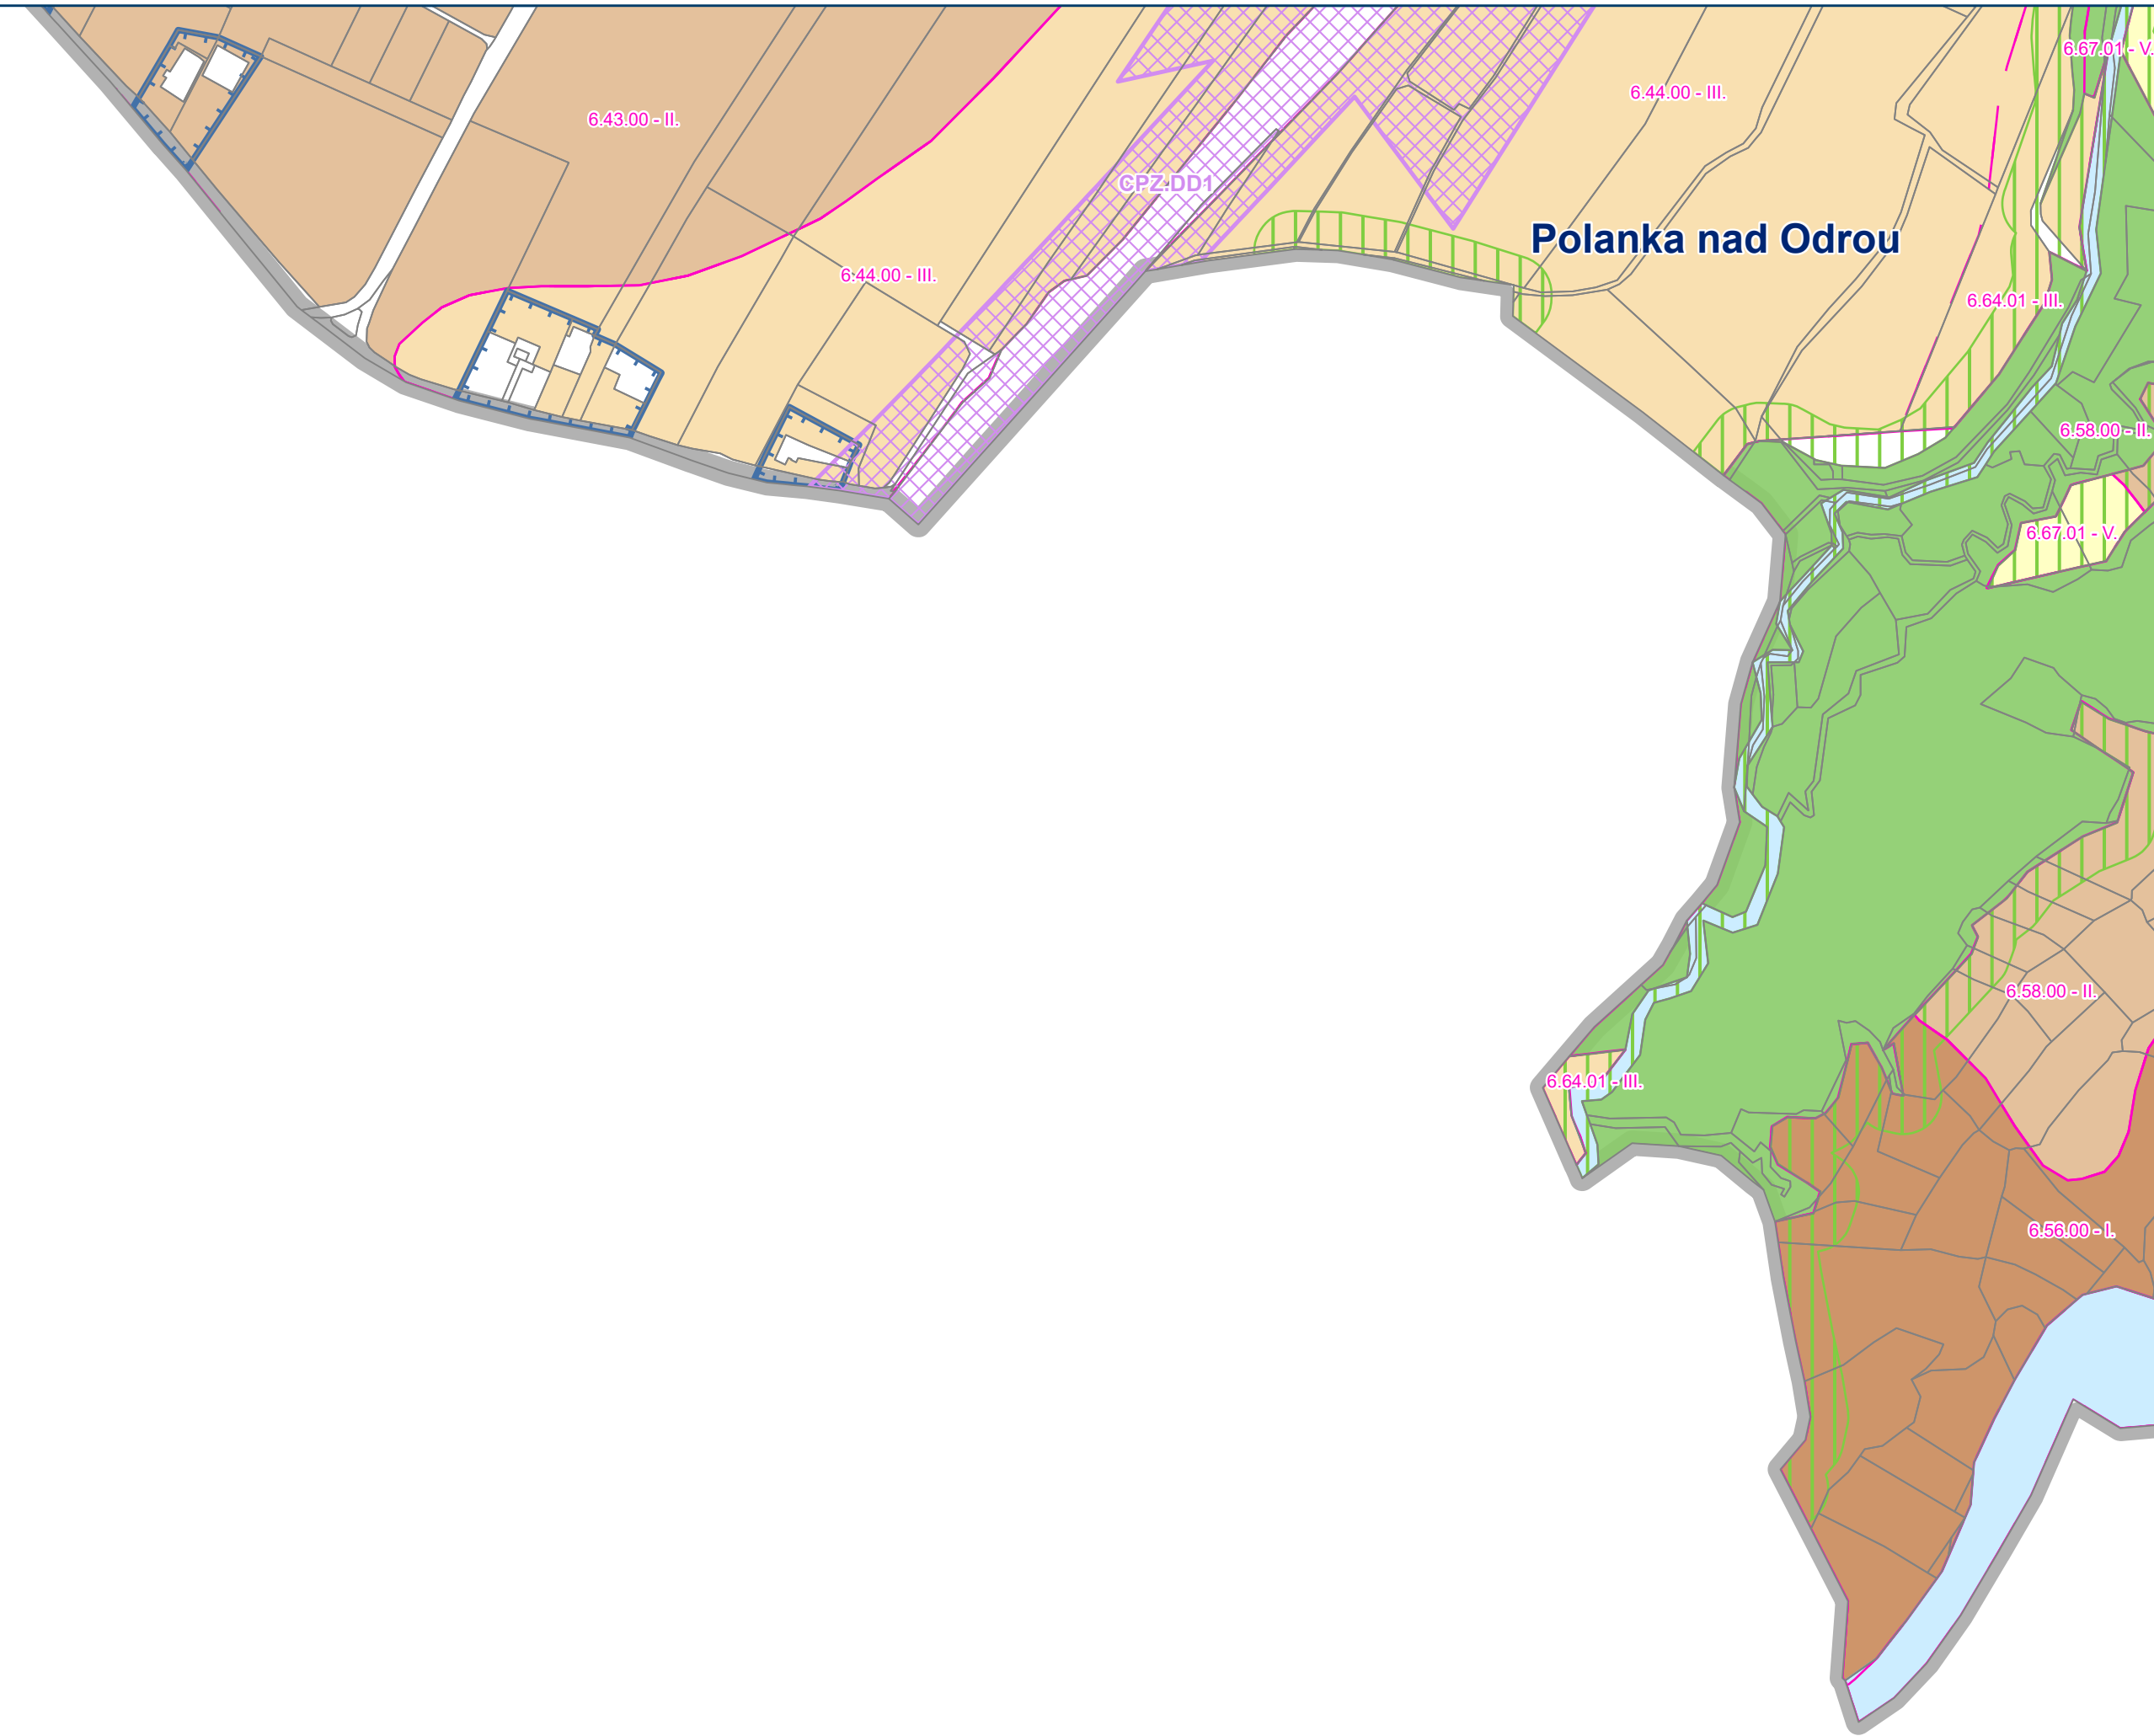 6.67.01 - V.
6.44.00 - III.
6.43.00 - II.
CPZ.DD1
Polanka nad Odrou
6.44.00 - III.
6.64.01 - III.
6.58.00 - II.
6.67.01 - V.
6.58.00 - II.
6.64.01 - III.
6.56.00 - I.